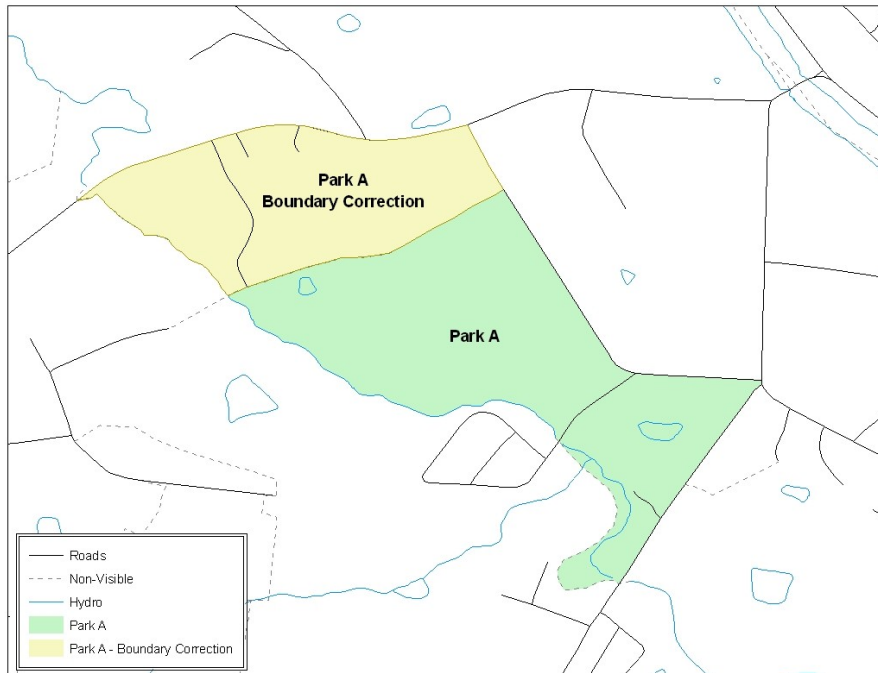 Park A
Boundary Correction
Park A
Roads
Non-Visible
Hydro
Park A
Park A - Boundary Correction